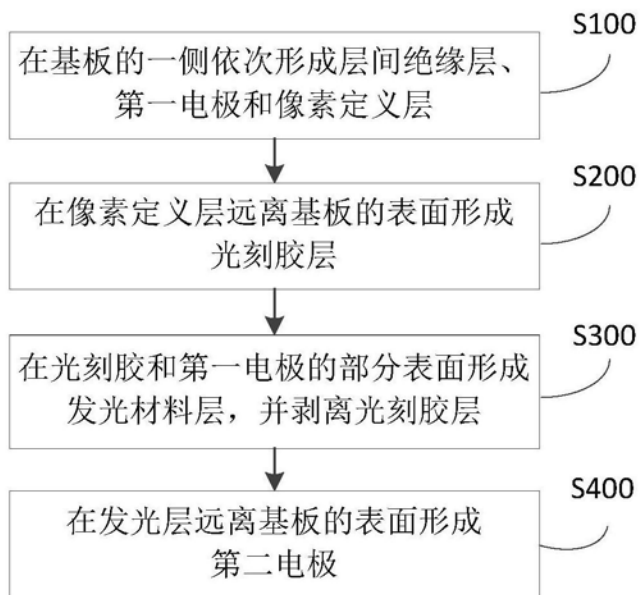 S100
在基板的一侧依次形成层间绝缘层、
第一电极和像素定义层
S200
在像素定义层远离基板的表面形成
光刻胶层
S300
在光刻胶和第一电极的部分表面形成
发光材料层，并剥离光刻胶层
S400
在发光层远离基板的表面形成
第二电极